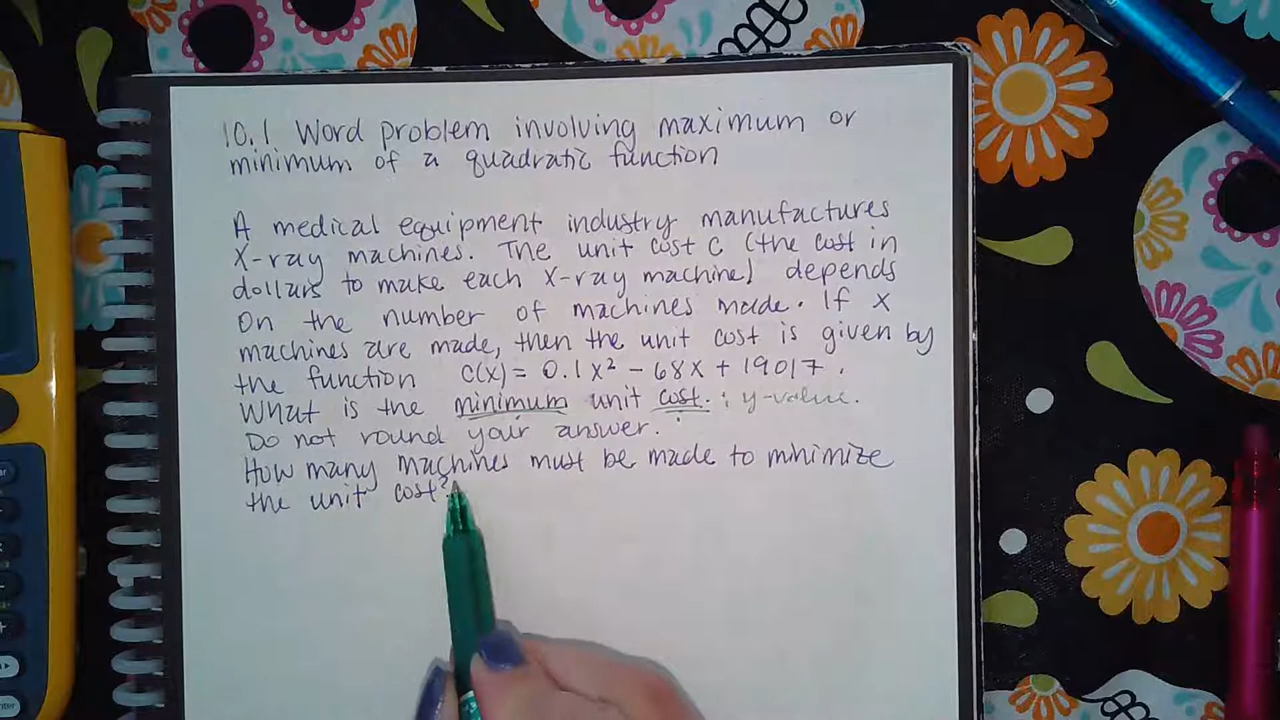 10.1 Word problem involving maximum or
minimum of a quadratic function
A medical equipment industry manufactures
X-ray machines. The unit cost C (the cost in
dollars to make each X-ray machine) depends
on the number of machines made. If x
machines are made, then the unit cost is given by
the function C(x) = 0.1x² - 68x + 19017.
What is the minimum unit cost. : y-value.
Do not round your answer.
How many machines must be made to minimize
the unit cost?